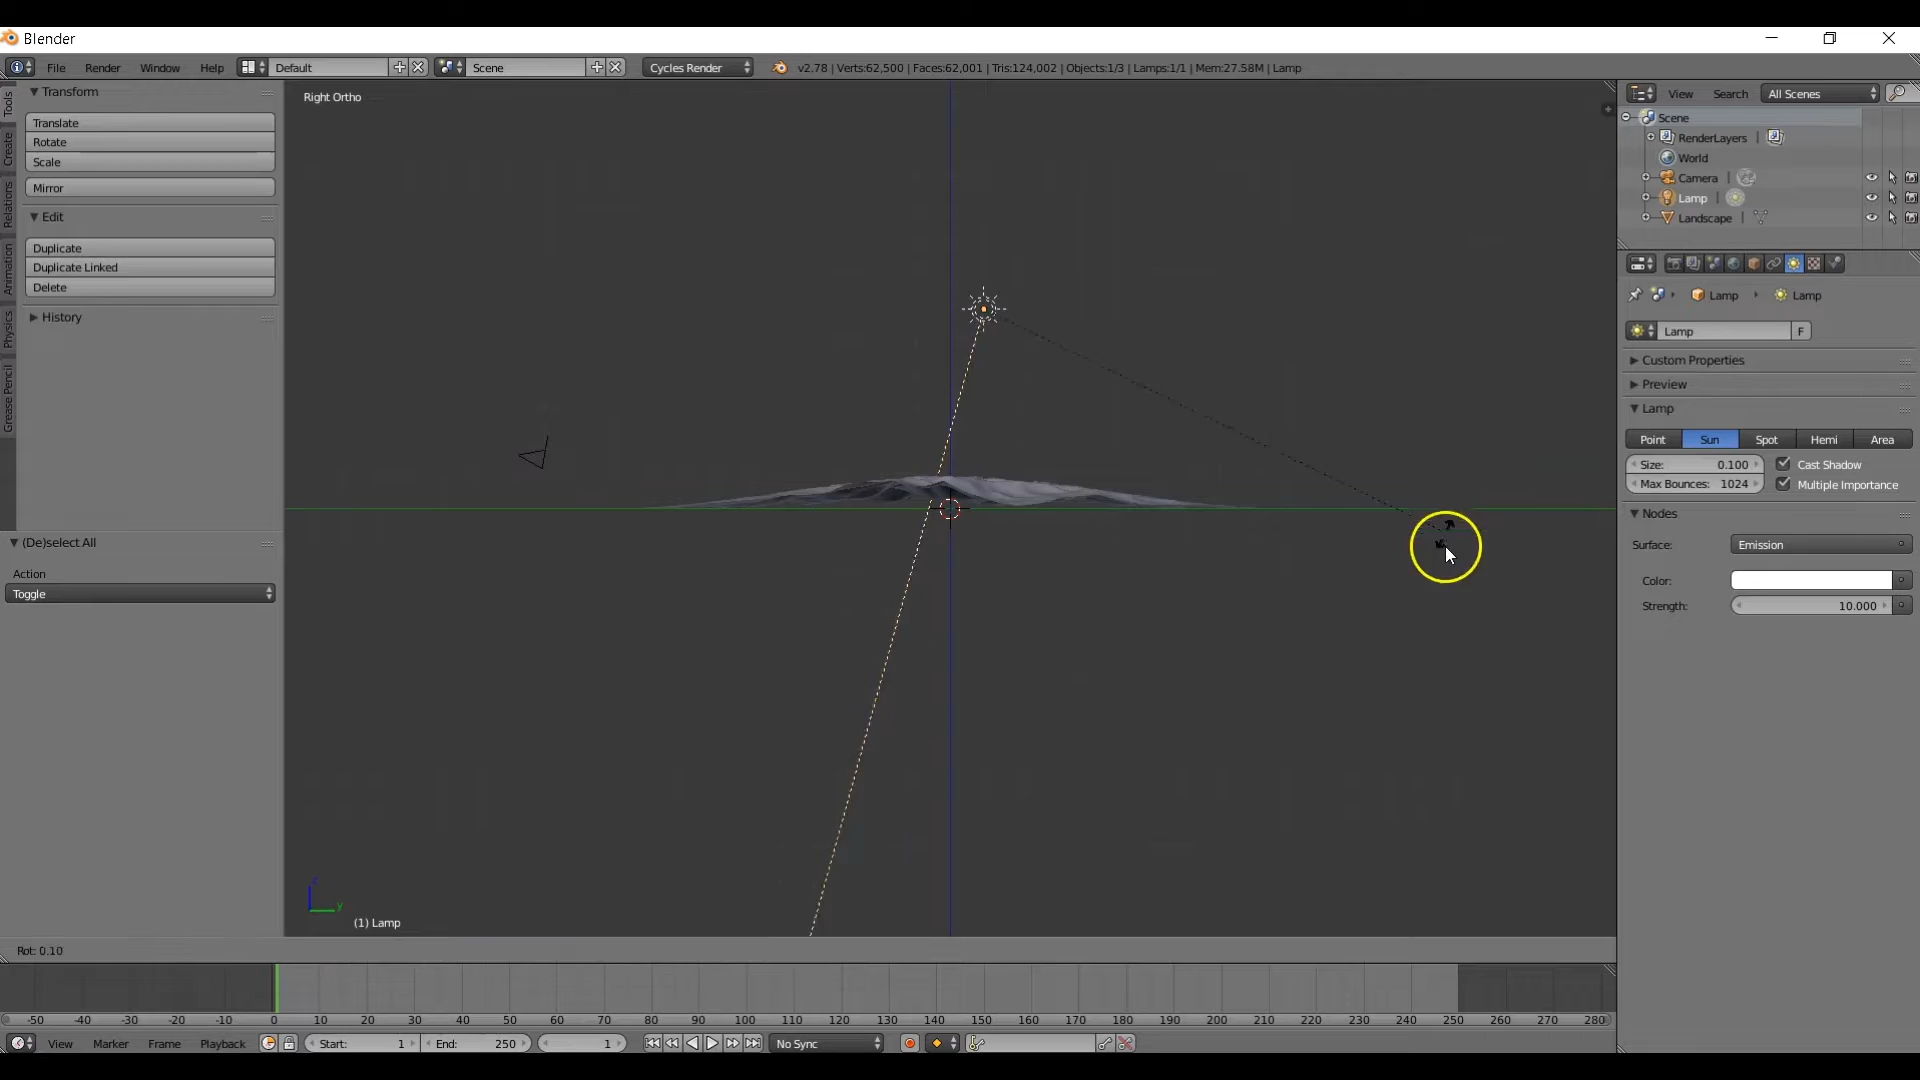 Blender
File Render Window Help Default Scene Cycles Render v2.78 | Verts:62,500 | Faces:62,001 | Tris:124,002 | Objects:1/3 | Lamps:1/1 | Mem:27.58M | Lamp
Tools
Create
Relations
Animation
Physics
Grease Pencil
Transform
Translate
Rotate
Scale
Mirror
Edit
Duplicate
Duplicate Linked
Delete
History
(De)select All
Action
Toggle
Right Ortho
z
y
(1) Lamp
Rot: 0.10
View Search All Scenes
Scene
RenderLayers |
World
Camera |
Lamp |
Landscape |
Lamp Lamp
Lamp F
Custom Properties
Preview
Lamp
Point Sun Spot Hemi Area
Size: 0.100 Cast Shadow
Max Bounces: 1024 Multiple Importance
Nodes
Surface: Emission
Color:
Strength: 10.000
-50 -40 -30 -20 -10 0 10 20 30 40 50 60 70 80 90 100 110 120 130 140 150 160 170 180 190 200 210 220 230 240 250 260 270 280
View Marker Frame Playback Start: 1 End: 250 1 No Sync